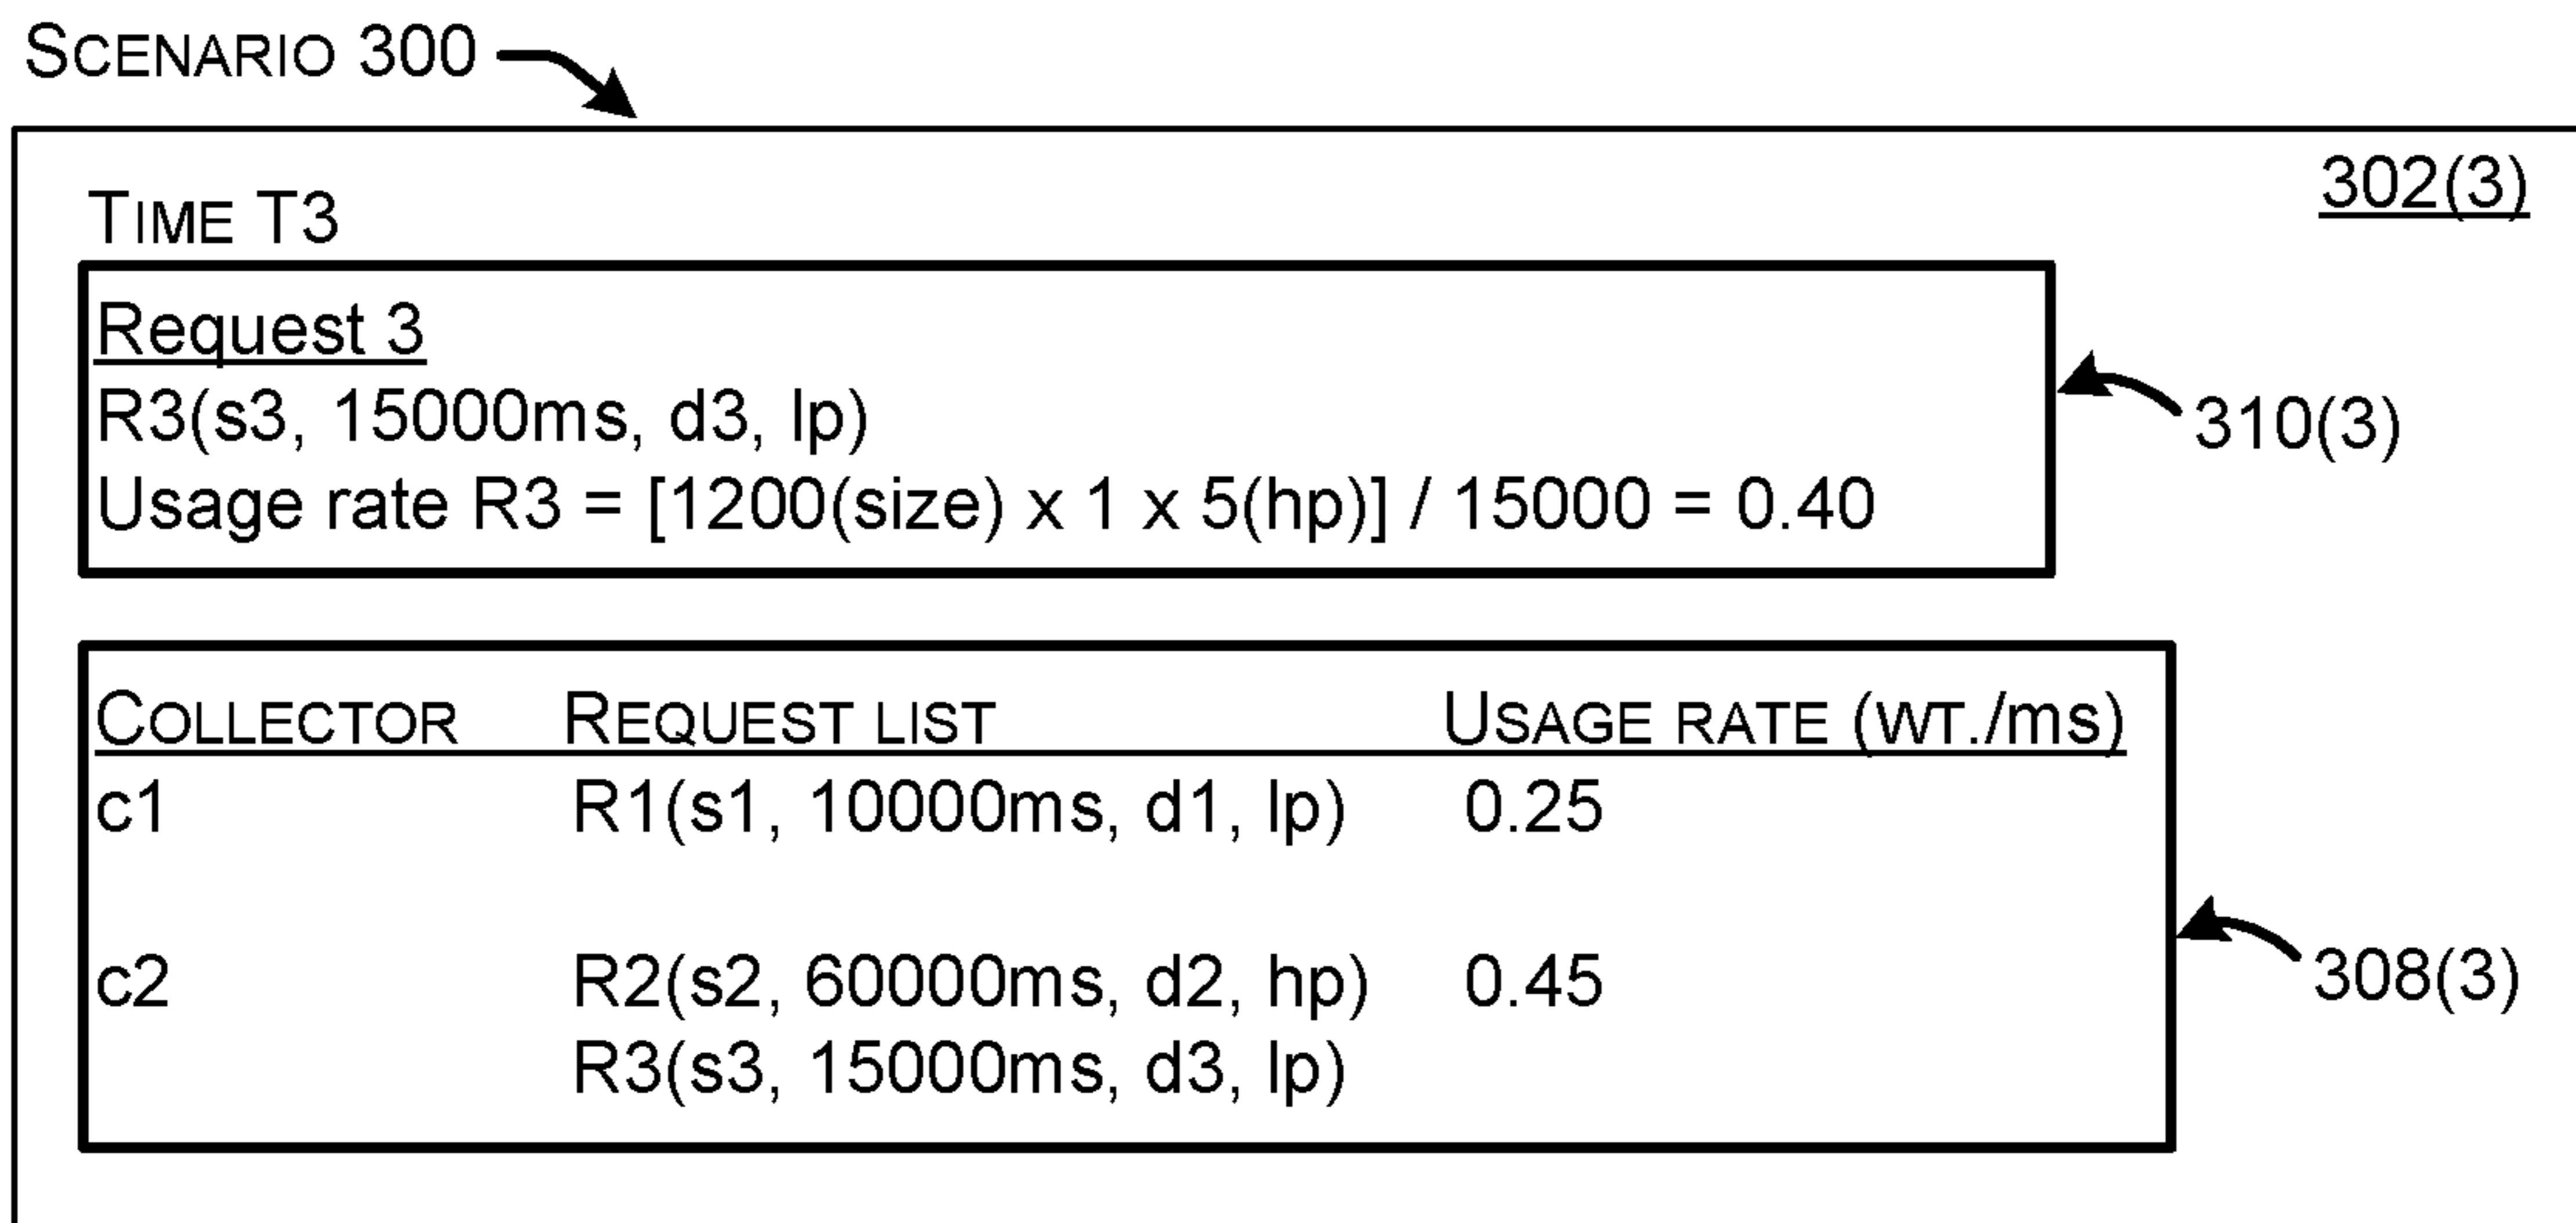 SCENARIO 300
302(3)
TIME T3
Request 3
R3(s3, 15000ms, d3, lp)
Usage rate R3 = [1200(size) x 1 x 5(hp)] / 15000 = 0.40
310(3)
COLLECTOR REQUEST LIST USAGE RATE (WT./ms)
c1 R1(s1, 10000ms, d1, lp) 0.25
c2 R2(s2, 60000ms, d2, hp) 0.45
R3(s3, 15000ms, d3, lp)
308(3)